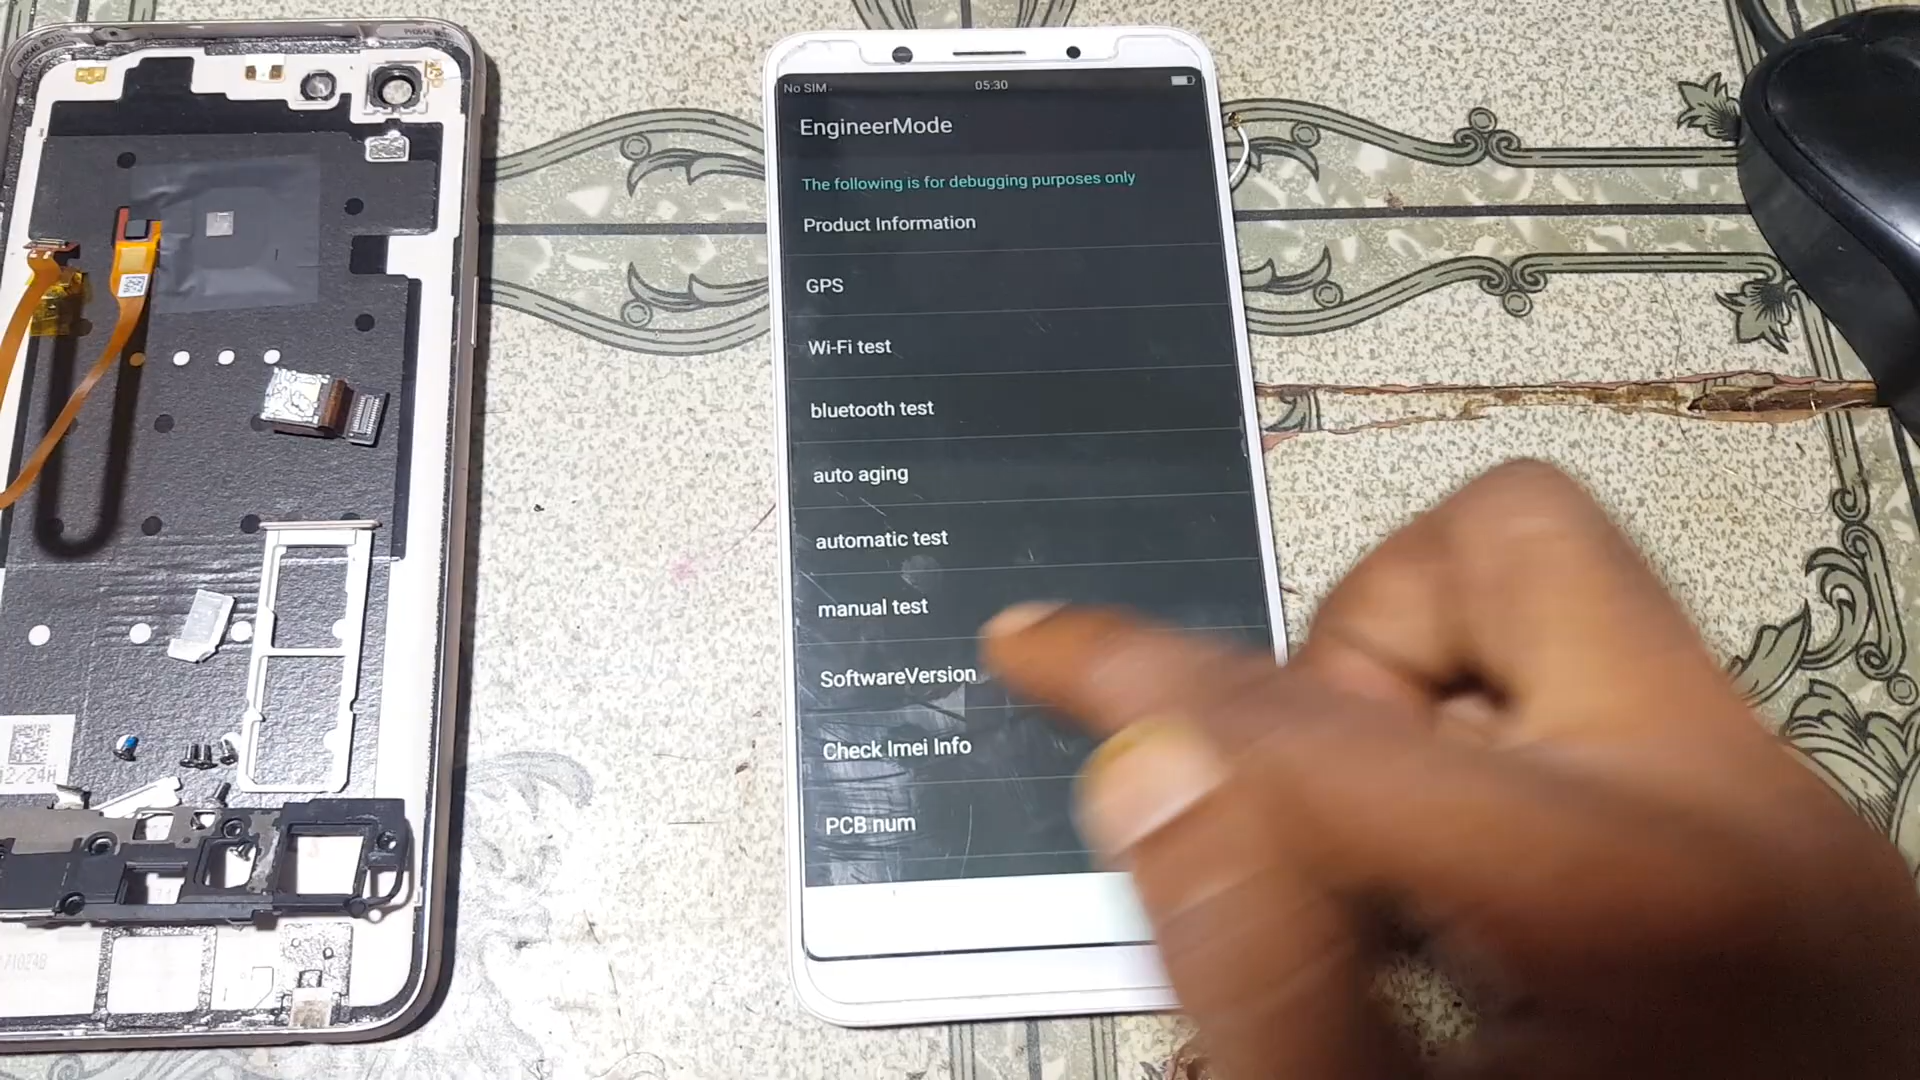 No SIM
05:30
EngineerMode
The following is for debugging purposes only
Product Information
GPS
Wi-Fi test
bluetooth test
auto aging
automatic test
manual test
SoftwareVersion
Check Imei Info
PCB num